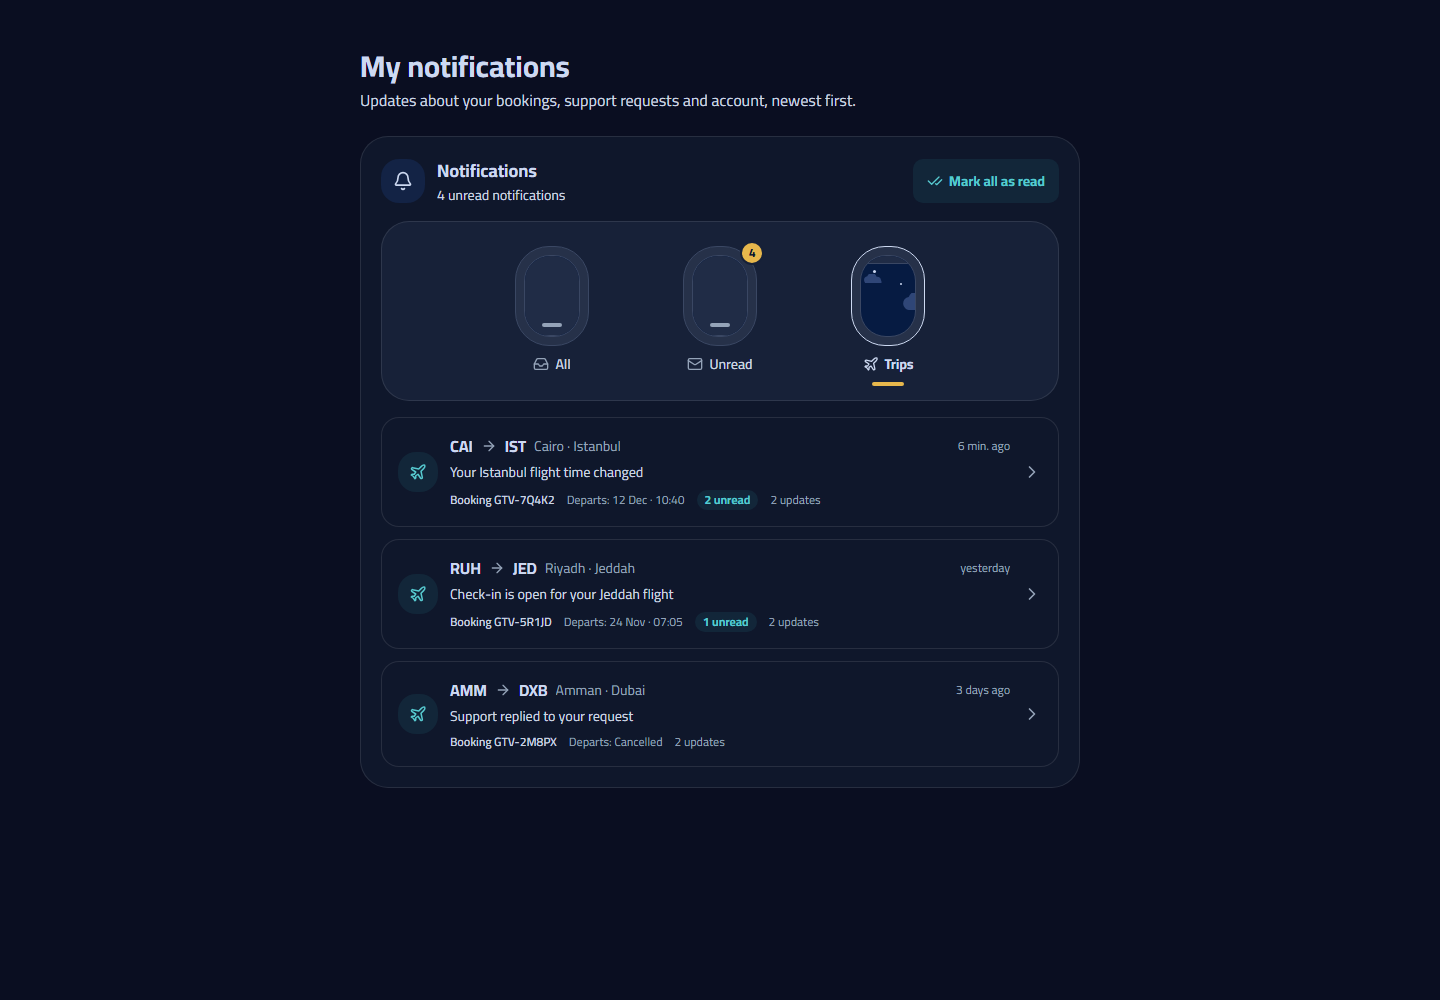 My notifications
Updates about your bookings, support requests and account, newest first.
Notifications
4 unread notifications
Mark all as read
4
All
Unread
Trips
CAI → IST Cairo · Istanbul 6 min. ago
Your Istanbul flight time changed
Booking GTV-7Q4K2 Departs: 12 Dec · 10:40 2 unread 2 updates
RUH → JED Riyadh · Jeddah yesterday
Check-in is open for your Jeddah flight
Booking GTV-5R1JD Departs: 24 Nov · 07:05 1 unread 2 updates
AMM → DXB Amman · Dubai 3 days ago
Support replied to your request
Booking GTV-2M8PX Departs: Cancelled 2 updates